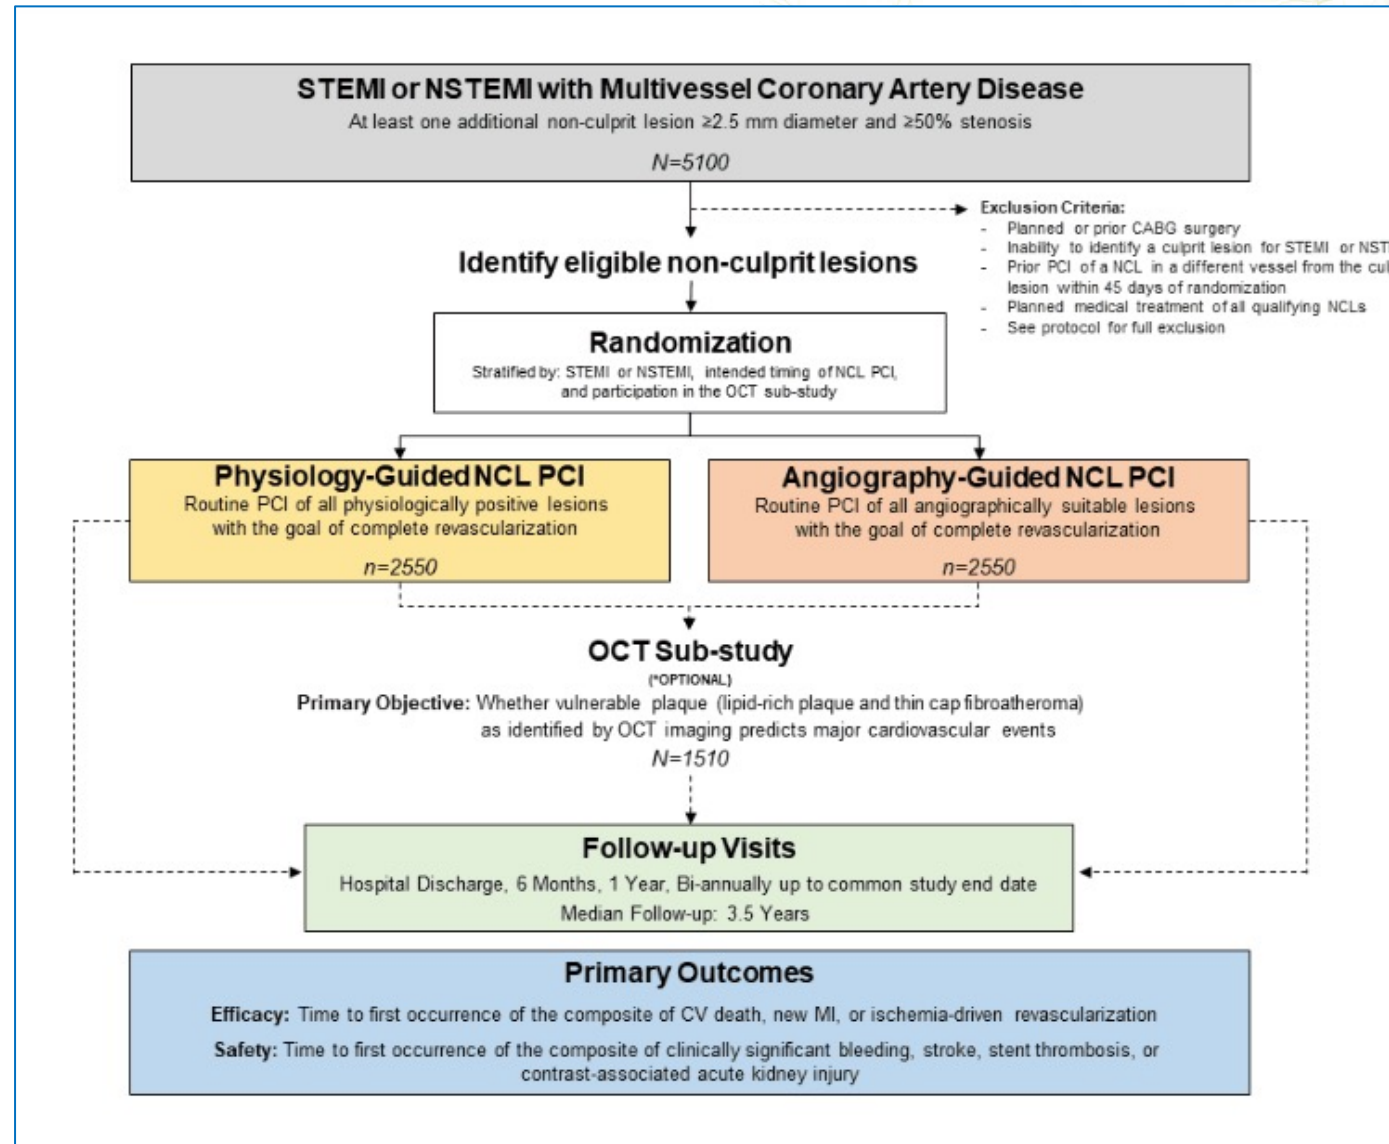 STEMI or NSTEMI with Multivessel Coronary Artery Disease
At least one additional non-culprit lesion ≥2.5 mm diameter and ≥50% stenosis
N=5100
Exclusion Criteria:
- Planned or prior CABG surgery
- Inability to identify a culprit lesion for STEMI or
- Prior PCI of a NCL in a different vessel from the
lesion within 45 days of randomization
- Planned medical treatment of all qualifying NCLs
- See protocol for full exclusion
Identify eligible non-culprit lesions
Randomization
Stratified by: STEMI or NSTEMI, intended timing of NCL PCI,
and participation in the OCT sub-study
Physiology-Guided NCL PCI
Routine PCI of all physiologically positive lesions
with the goal of complete revascularization
n=2550
Angiography-Guided NCL PCI
Routine PCI of all angiographically suitable lesions
with the goal of complete revascularization
n=2550
OCT Sub-study
(*OPTIONAL)
Primary Objective: Whether vulnerable plaque (lipid-rich plaque and thin cap fibroatheroma)
as identified by OCT imaging predicts major cardiovascular events
N=1510
Follow-up Visits
Hospital Discharge, 6 Months, 1 Year, Bi-annually up to common study end date
Median Follow-up: 3.5 Years
Primary Outcomes
Efficacy: Time to first occurrence of the composite of CV death, new MI, or ischemia-driven revascularization
Safety: Time to first occurrence of the composite of clinically significant bleeding, stroke, stent thrombosis, or
contrast-associated acute kidney injury